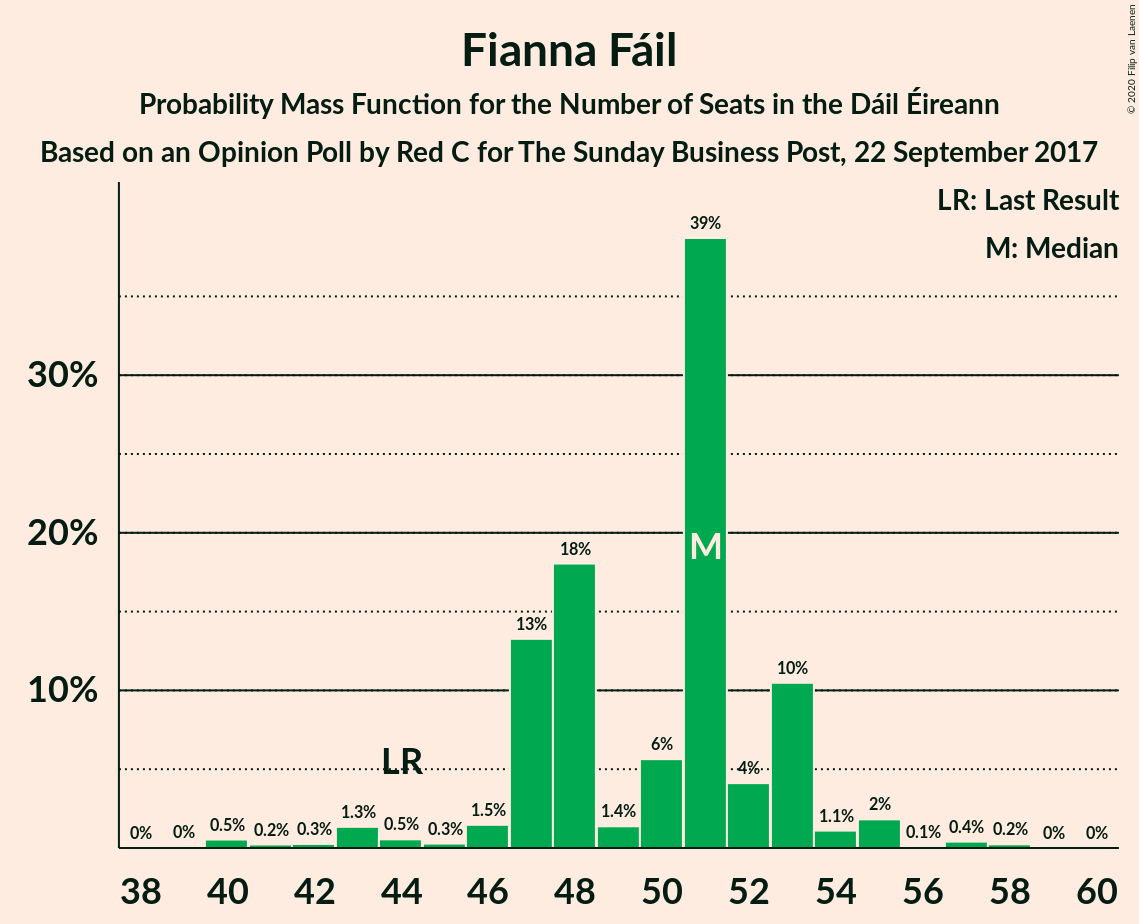 Fianna Fáil
Probability Mass Function for the Number of Seats in the Dáil Éireann
Based on an Opinion Poll by Red C for The Sunday Business Post, 22 September 2017
© 2020 Filip van Laenen
LR: Last Result
M: Median
30%
20%
10%
0% 0% 0.5% 0.2% 0.3% 1.3% 0.5% 0.3% 1.5% 13% 18% 1.4% 6% 39% 4% 10% 1.1% 2% 0.1% 0.4% 0.2% 0% 0%
LR
M
38 40 42 44 46 48 50 52 54 56 58 60